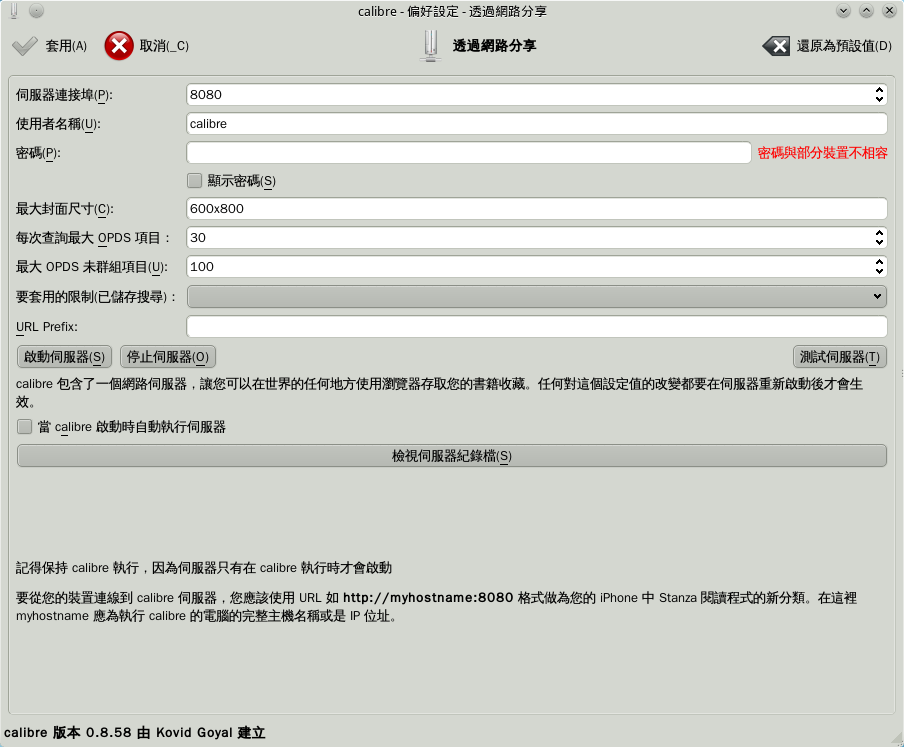 calibre - 偏好設定 - 透過網路分享
套用(A) 取消(_C) 透過網路分享 還原為預設值(D)
伺服器連接埠(P): 8080
使用者名稱(U): calibre
密碼(P): 密碼與部分裝置不相容
顯示密碼(S)
最大封面尺寸(C): 600x800
每次查詢最大 OPDS 項目： 30
最大 OPDS 未群組項目(U): 100
要套用的限制(已儲存搜尋)：
URL Prefix:
啟動伺服器(S) 停止伺服器(O) 測試伺服器(T)
calibre 包含了一個網路伺服器，讓您可以在世界的任何地方使用瀏覽器存取您的書籍收藏。任何對這個設定值的改變都要在伺服器重新啟動後才會生
效。
當 calibre 啟動時自動執行伺服器
檢視伺服器紀錄檔(S)
記得保持 calibre 執行，因為伺服器只有在 calibre 執行時才會啟動
要從您的裝置連線到 calibre 伺服器，您應該使用 URL 如 http://myhostname:8080 格式做為您的 iPhone 中 Stanza 閱讀程式的新分類。在這裡
myhostname 應為執行 calibre 的電腦的完整主機名稱或是 IP 位址。
calibre 版本 0.8.58 由 Kovid Goyal 建立